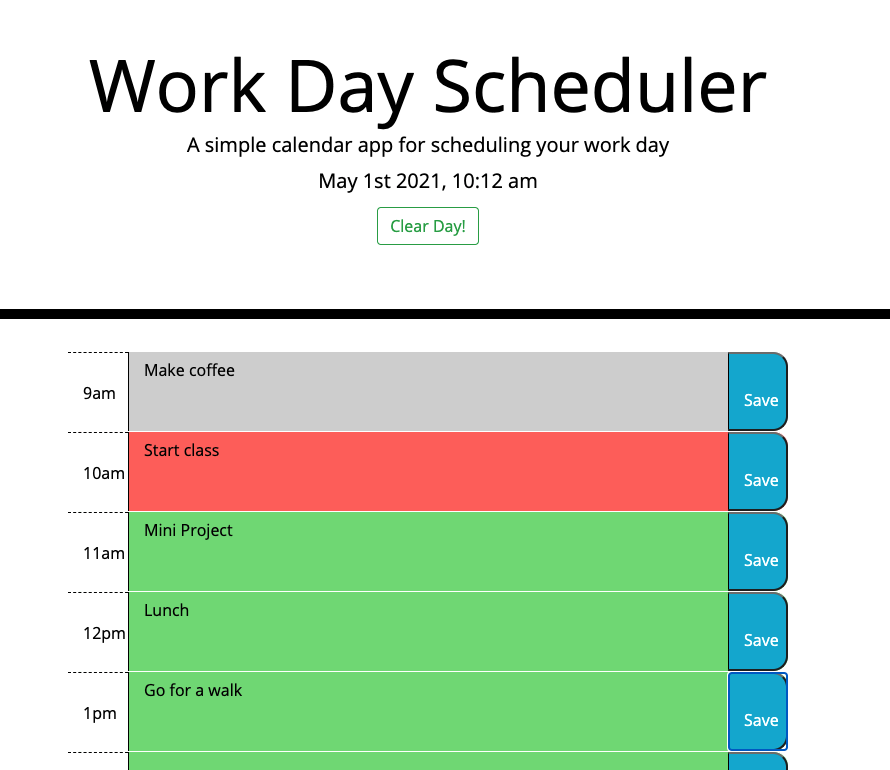 Work Day Scheduler
A simple calendar app for scheduling your work day
May 1st 2021, 10:12 am
Clear Day!
9am Make coffee Save
10am Start class Save
11am Mini Project Save
12pm Lunch Save
1pm Go for a walk Save